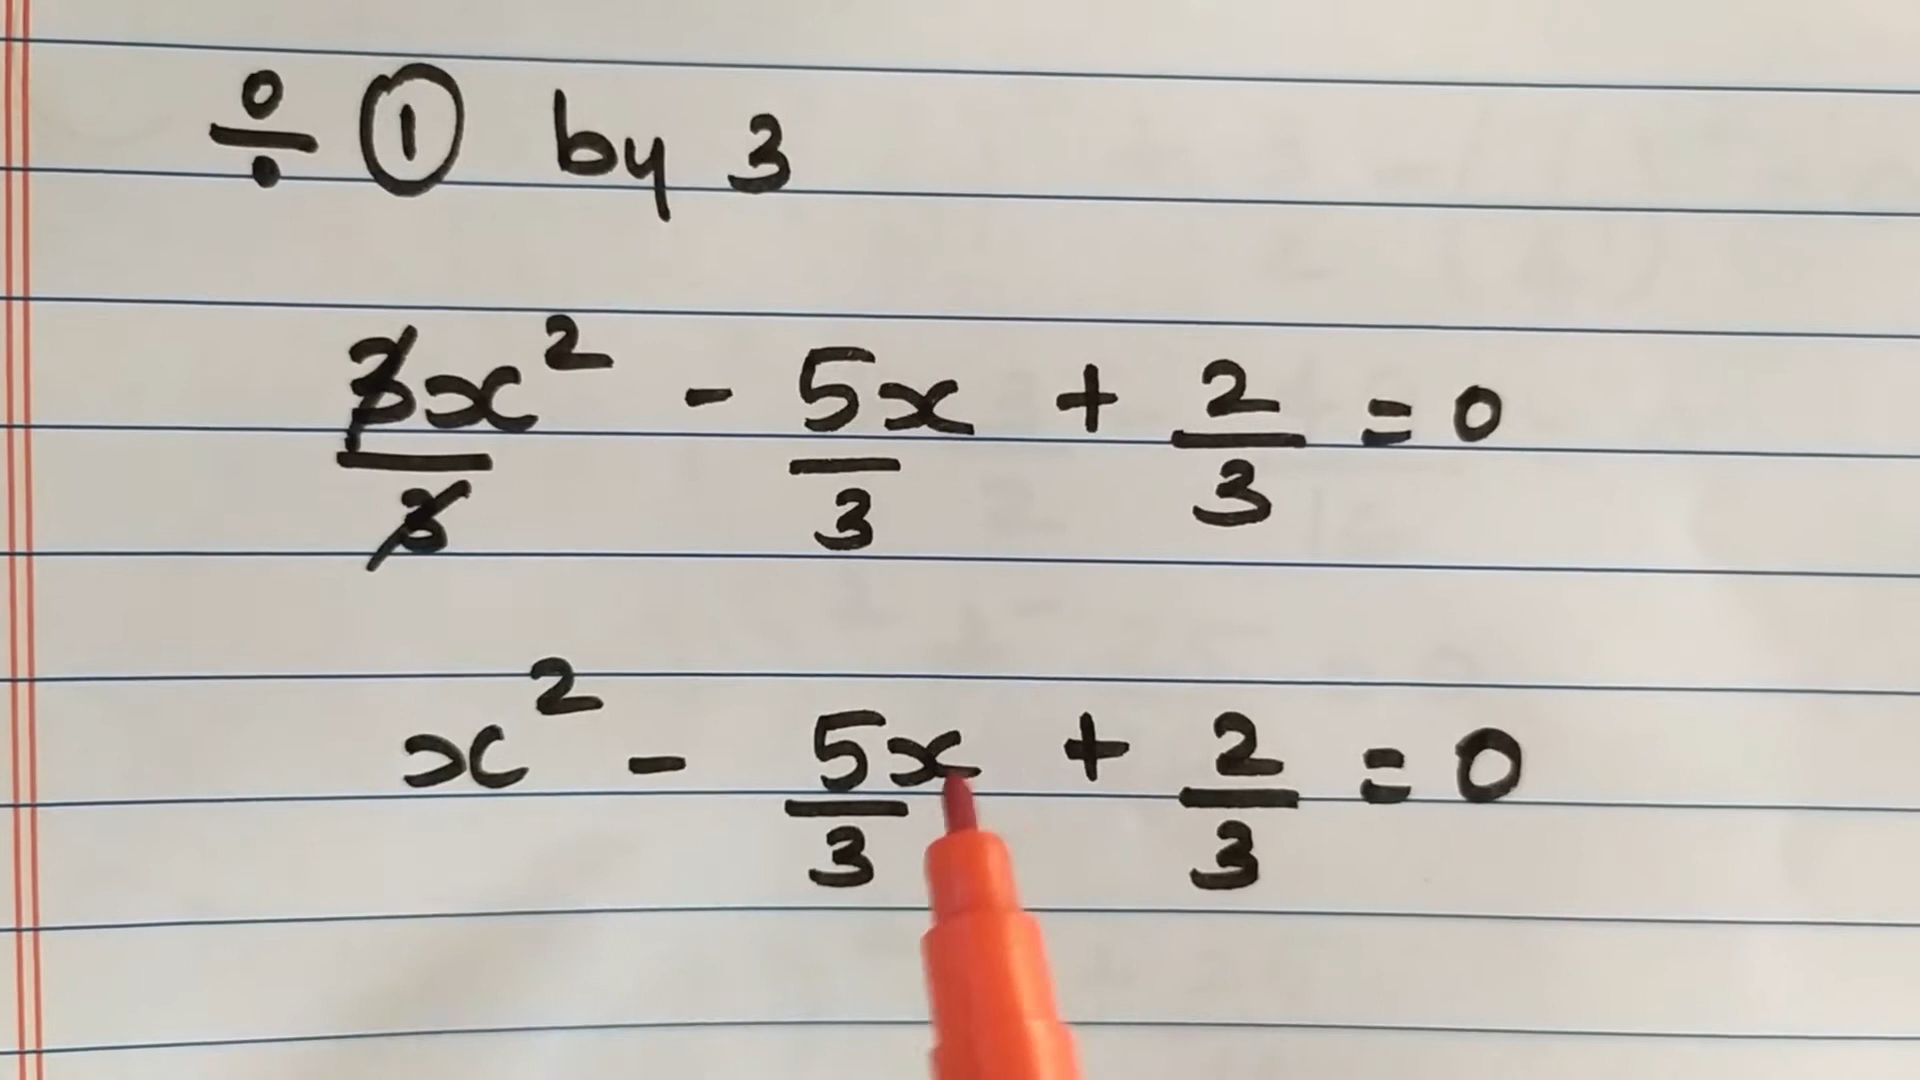 ÷ ① by 3
3x²/3 - 5x/3 + 2/3 = 0
x² - 5x/3 + 2/3 = 0